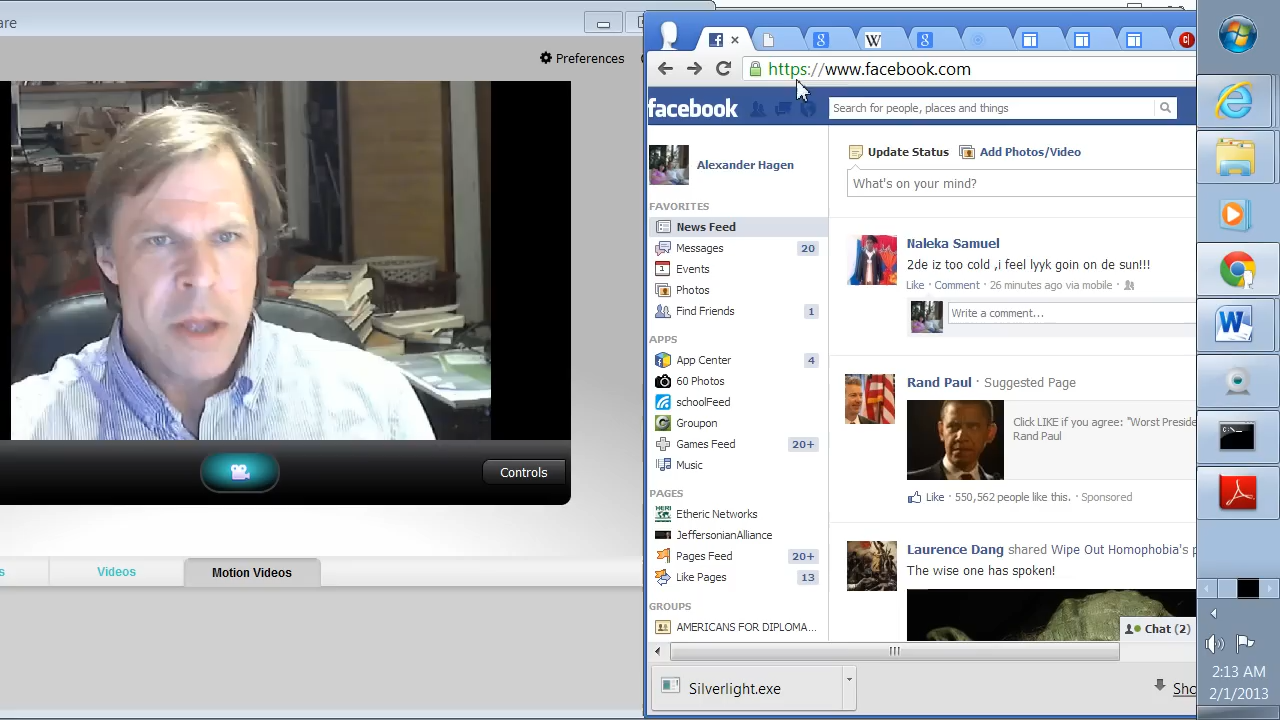 are
Preferences
Controls
s
Videos
Motion Videos
https://www.facebook.com
facebook
Search for people, places and things
Alexander Hagen
FAVORITES
News Feed
Messages 20
Events
Photos
Find Friends 1
APPS
App Center 4
60 Photos
schoolFeed
Groupon
Games Feed 20+
Music
PAGES
Etheric Networks
JeffersonianAlliance
Pages Feed 20+
Like Pages 13
GROUPS
AMERICANS FOR DIPLOMA...
Update Status Add Photos/Video
What's on your mind?
Naleka Samuel
2de iz too cold ,i feel lyyk goin on de sun!!!
Like · Comment · 26 minutes ago via mobile ·
Write a comment...
Rand Paul · Suggested Page
Click LIKE if you agree: "Worst Preside
Rand Paul
Like · 550,562 people like this. · Sponsored
Laurence Dang shared Wipe Out Homophobia's p
The wise one has spoken!
Chat (2)
Silverlight.exe
Sho
2:13 AM
2/1/2013